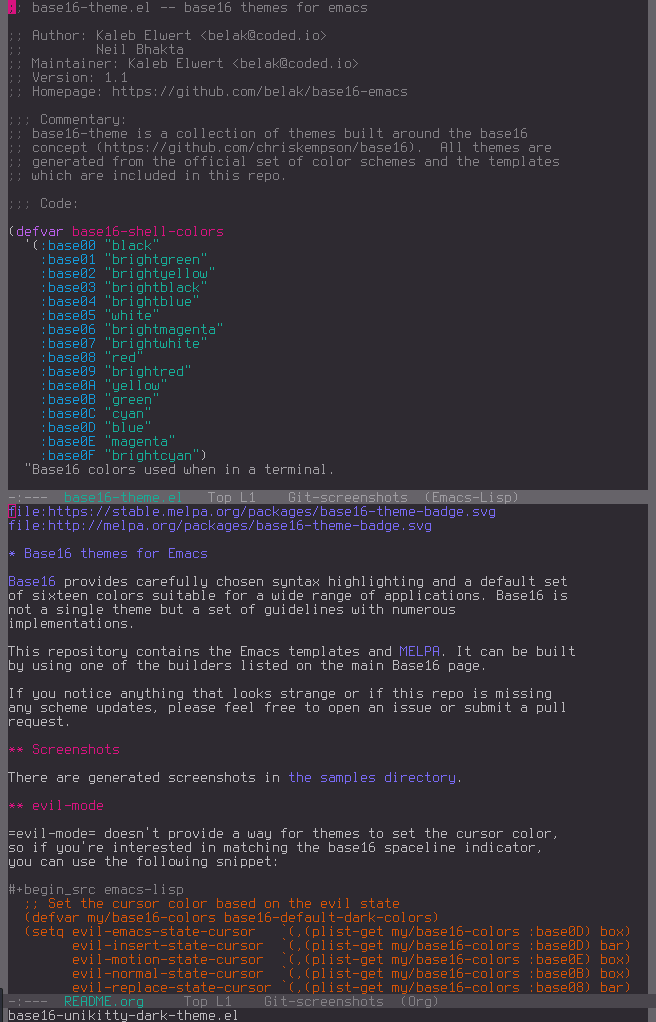 ;; base16-theme.el -- base16 themes for emacs
;; Author: Kaleb Elwert <belak@coded.io>
;;         Neil Bhakta
;; Maintainer: Kaleb Elwert <belak@coded.io>
;; Version: 1.1
;; Homepage: https://github.com/belak/base16-emacs
;;; Commentary:
;; base16-theme is a collection of themes built around the base16
;; concept (https://github.com/chriskempson/base16).  All themes are
;; generated from the official set of color schemes and the templates
;; which are included in this repo.
;;; Code:
(defvar base16-shell-colors
  '(:base00 "black"
    :base01 "brightgreen"
    :base02 "brightyellow"
    :base03 "brightblack"
    :base04 "brightblue"
    :base05 "white"
    :base06 "brightmagenta"
    :base07 "brightwhite"
    :base08 "red"
    :base09 "brightred"
    :base0A "yellow"
    :base0B "green"
    :base0C "cyan"
    :base0D "blue"
    :base0E "magenta"
    :base0F "brightcyan")
  "Base16 colors used when in a terminal.
-:---  base16-theme.el   Top L1    Git-screenshots  (Emacs-Lisp)
file:https://stable.melpa.org/packages/base16-theme-badge.svg
file:http://melpa.org/packages/base16-theme-badge.svg
* Base16 themes for Emacs
Base16 provides carefully chosen syntax highlighting and a default set
of sixteen colors suitable for a wide range of applications. Base16 is
not a single theme but a set of guidelines with numerous
implementations.
This repository contains the Emacs templates and MELPA. It can be built
by using one of the builders listed on the main Base16 page.
If you notice anything that looks strange or if this repo is missing
any scheme updates, please feel free to open an issue or submit a pull
request.
** Screenshots
There are generated screenshots in the samples directory.
** evil-mode
=evil-mode= doesn't provide a way for themes to set the cursor color,
so if you're interested in matching the base16 spaceline indicator,
you can use the following snippet:
#+begin_src emacs-lisp
  ;; Set the cursor color based on the evil state
  (defvar my/base16-colors base16-default-dark-colors)
  (setq evil-emacs-state-cursor   `(,(plist-get my/base16-colors :base0D) box)
        evil-insert-state-cursor  `(,(plist-get my/base16-colors :base0D) bar)
        evil-motion-state-cursor  `(,(plist-get my/base16-colors :base0E) box)
        evil-normal-state-cursor  `(,(plist-get my/base16-colors :base0B) box)
        evil-replace-state-cursor `(,(plist-get my/base16-colors :base08) bar)
-:---  README.org     Top L1    Git-screenshots  (Org)
base16-unikitty-dark-theme.el